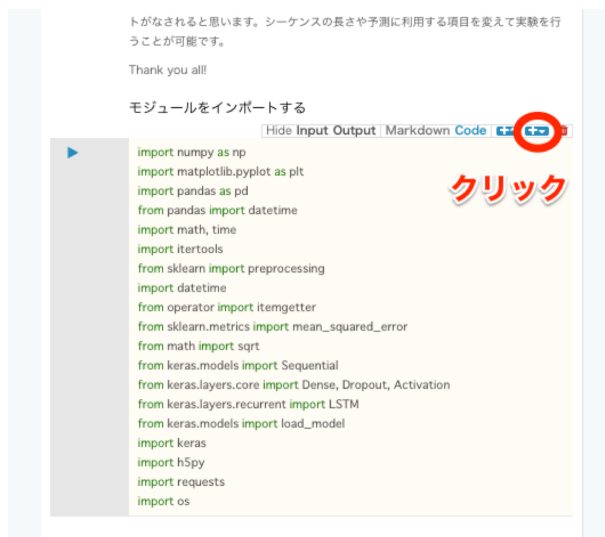 トがなされると思います。シーケンスの長さや予測に利用する項目を変えて実験を行
うことが可能です。
Thank you all!
モジュールをインポートする
Hide Input Output Markdown Code
クリック
import numpy as np
import matplotlib.pyplot as plt
import pandas as pd
from pandas import datetime
import math, time
import itertools
from sklearn import preprocessing
import datetime
from operator import itemgetter
from sklearn.metrics import mean_squared_error
from math import sqrt
from keras.models import Sequential
from keras.layers.core import Dense, Dropout, Activation
from keras.layers.recurrent import LSTM
from keras.models import load_model
import keras
import h5py
import requests
import os